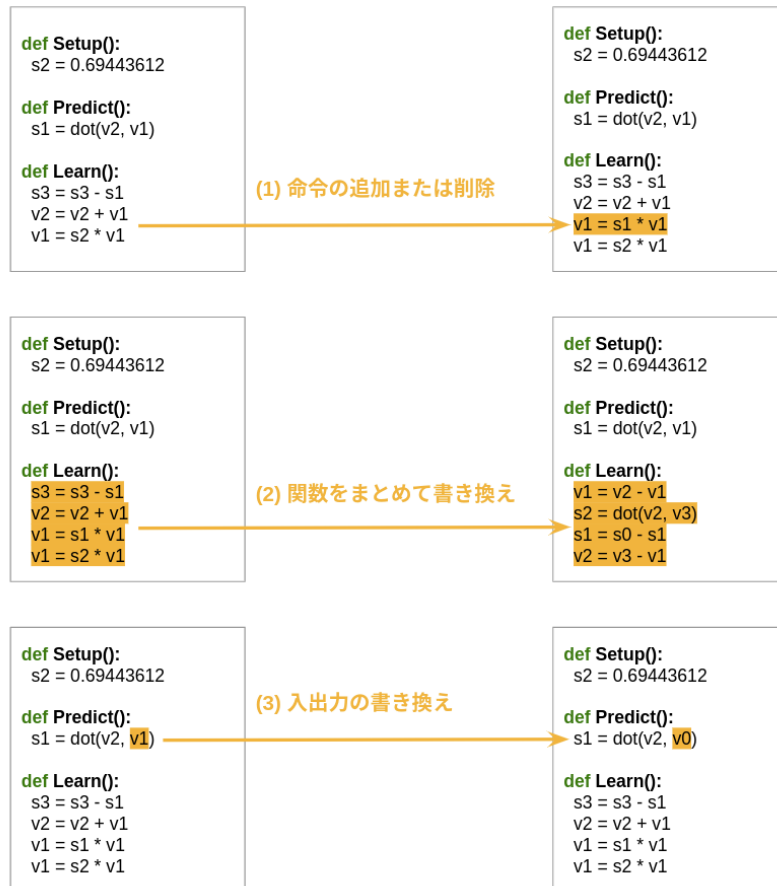 def Setup():
s2 = 0.69443612
def Predict():
s1 = dot(v2, v1)
def Learn():
s3 = s3 - s1
v2 = v2 + v1
v1 = s2 * v1
(1) 命令の追加または削除
def Setup():
s2 = 0.69443612
def Predict():
s1 = dot(v2, v1)
def Learn():
s3 = s3 - s1
v2 = v2 + v1
v1 = s1 * v1
v1 = s2 * v1
def Setup():
s2 = 0.69443612
def Predict():
s1 = dot(v2, v1)
def Learn():
s3 = s3 - s1
v2 = v2 + v1
v1 = s1 * v1
v1 = s2 * v1
(2) 関数をまとめて書き換え
def Setup():
s2 = 0.69443612
def Predict():
s1 = dot(v2, v1)
def Learn():
v1 = v2 - v1
s2 = dot(v2, v3)
s1 = s0 - s1
v2 = v3 - v1
def Setup():
s2 = 0.69443612
def Predict():
s1 = dot(v2, v1)
def Learn():
s3 = s3 - s1
v2 = v2 + v1
v1 = s1 * v1
v1 = s2 * v1
(3) 入出力の書き換え
def Setup():
s2 = 0.69443612
def Predict():
s1 = dot(v2, v0)
def Learn():
s3 = s3 - s1
v2 = v2 + v1
v1 = s1 * v1
v1 = s2 * v1